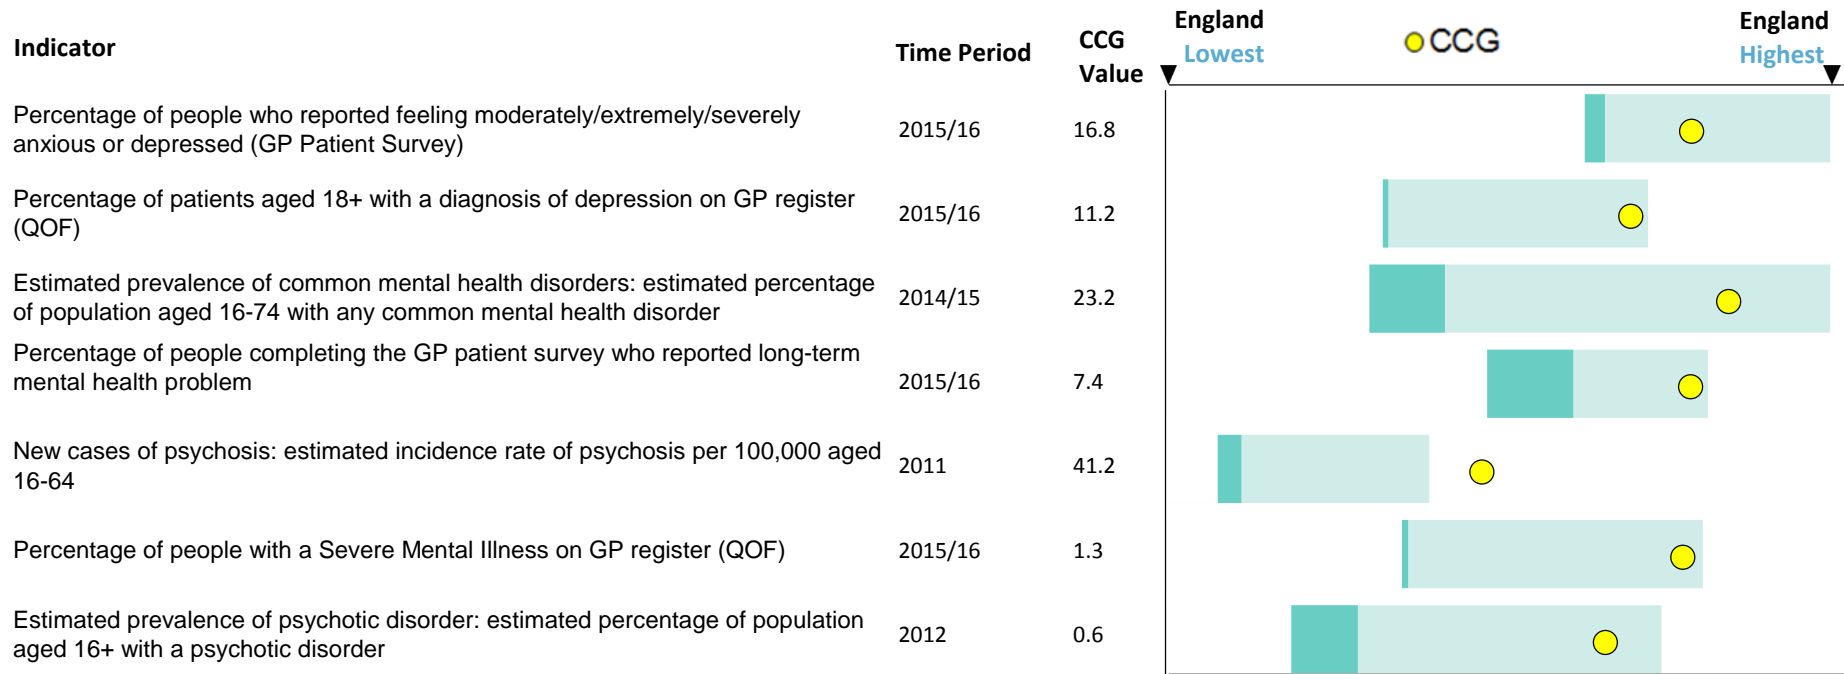 Indicator
Time Period
CCG
Value
England
Lowest
CCG
England
Highest
Percentage of people who reported feeling moderately/extremely/severely
anxious or depressed (GP Patient Survey)
2015/16
16.8
Percentage of patients aged 18+ with a diagnosis of depression on GP register
(QOF)
2015/16
11.2
Estimated prevalence of common mental health disorders: estimated percentage
of population aged 16-74 with any common mental health disorder
2014/15
23.2
Percentage of people completing the GP patient survey who reported long-term
mental health problem
2015/16
7.4
New cases of psychosis: estimated incidence rate of psychosis per 100,000 aged
16-64
2011
41.2
Percentage of people with a Severe Mental Illness on GP register (QOF)
2015/16
1.3
Estimated prevalence of psychotic disorder: estimated percentage of population
aged 16+ with a psychotic disorder
2012
0.6